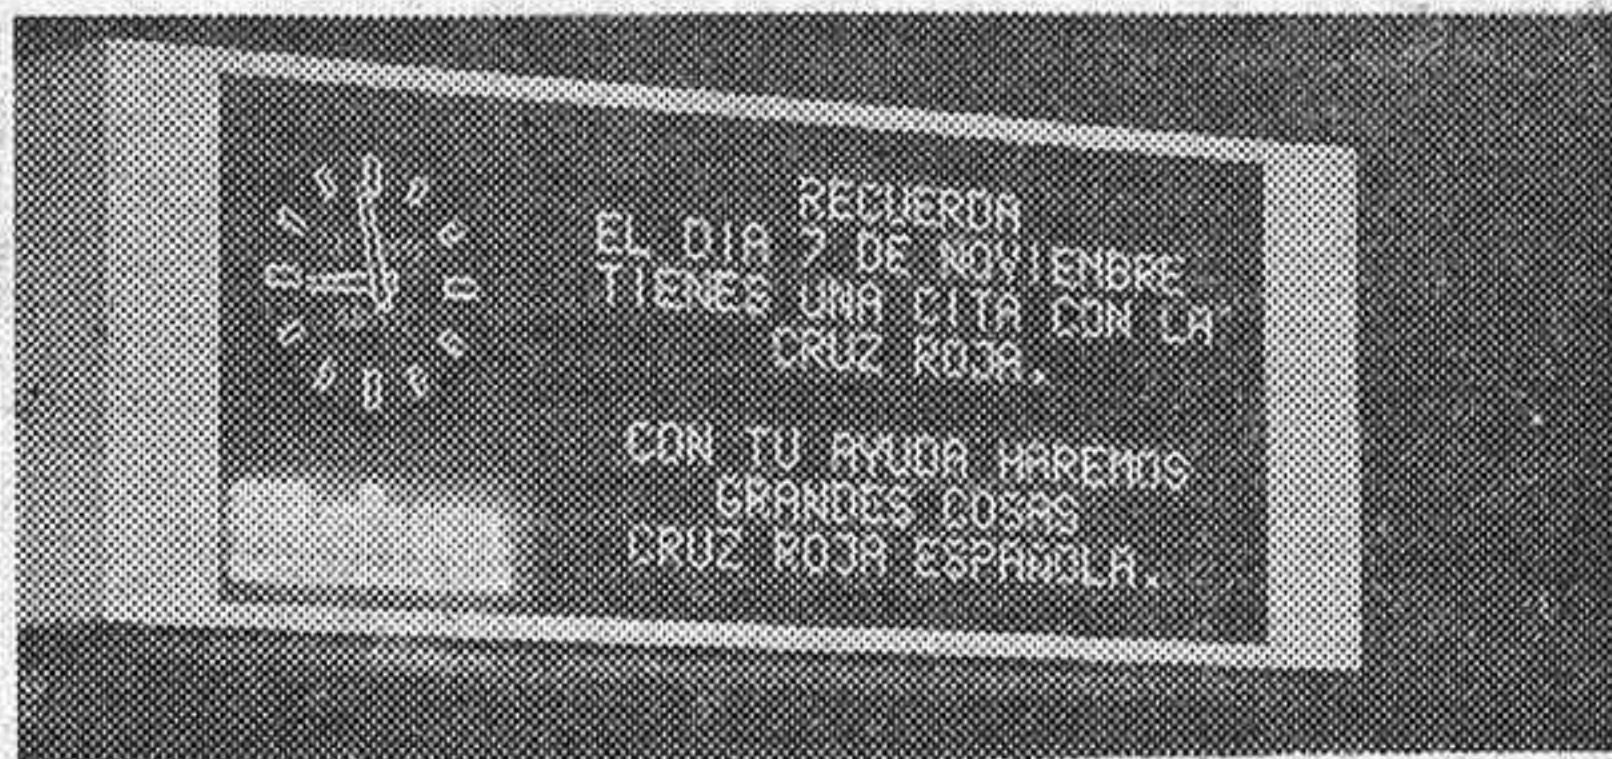 RECUERDA
EL DIA 7 DE NOVIEMBRE
TIENES UNA CITA CON LA
CRUZ ROJA.
CON TU AYUDA HAREMOS
GRANDES COSAS
CRUZ ROJA ESPAÑOLA.